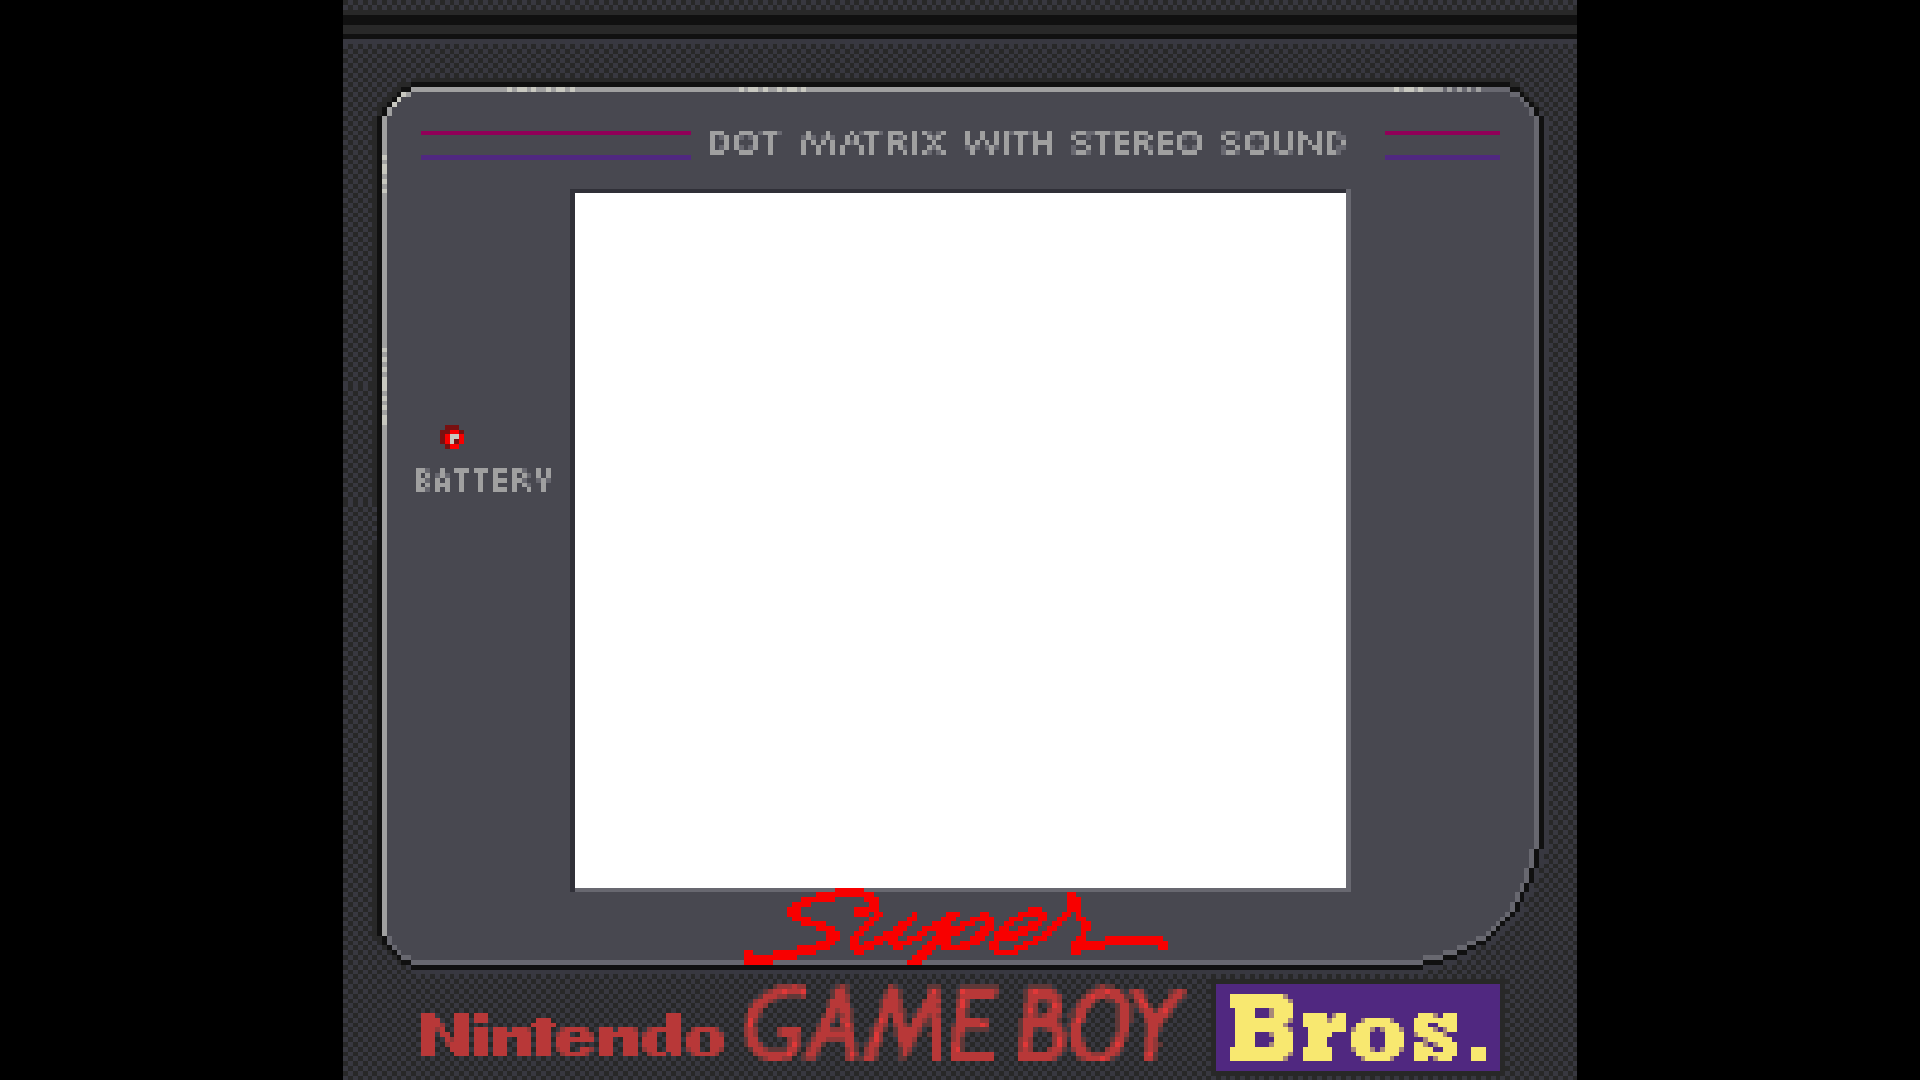 DOT MATRIX WITH STEREO SOUND
BATTERY
Super
Nintendo GAME BOY Bros.